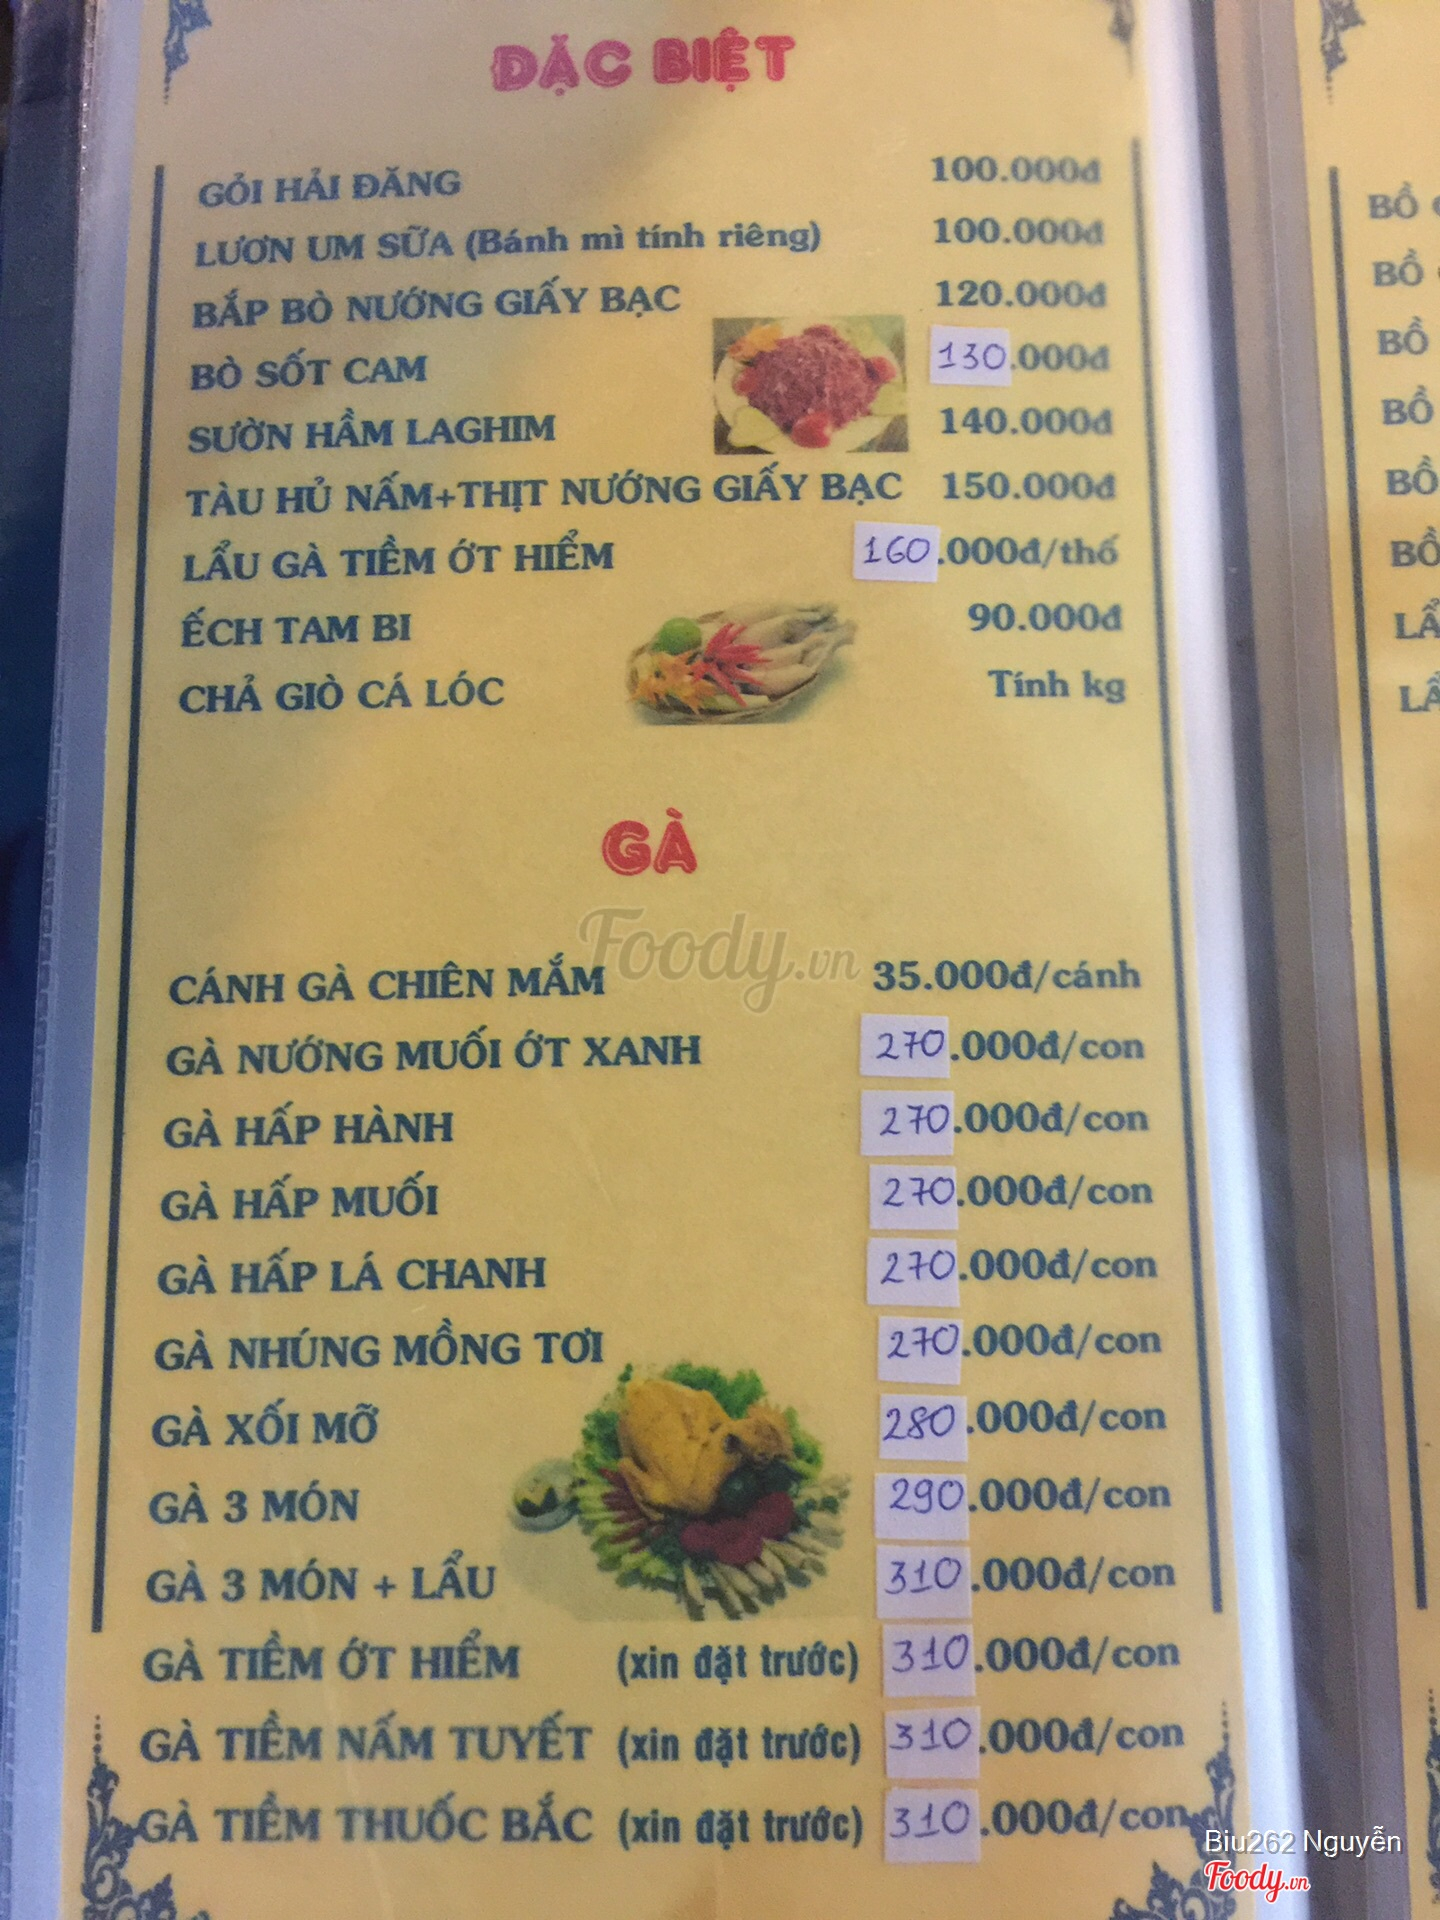 ĐẶC BIỆT
GỎI HẢI ĐĂNG 100.000đ
LƯƠN UM SỮA (Bánh mì tính riêng) 100.000đ
BẮP BÒ NƯỚNG GIẤY BẠC 120.000đ
BÒ SỐT CAM 130.000đ
SƯỜN HẦM LAGHIM 140.000đ
TÀU HỦ NẤM+THỊT NƯỚNG GIẤY BẠC 150.000đ
LẨU GÀ TIỀM ỚT HIỂM 160.000đ/thố
ẾCH TAM BI 90.000đ
CHẢ GIÒ CÁ LÓC Tính kg
GÀ
Foody.vn
CÁNH GÀ CHIÊN MẮM 35.000đ/cánh
GÀ NƯỚNG MUỐI ỚT XANH 270.000đ/con
GÀ HẤP HÀNH 270.000đ/con
GÀ HẤP MUỐI 270.000đ/con
GÀ HẤP LÁ CHANH 270.000đ/con
GÀ NHÚNG MỒNG TƠI 270.000đ/con
GÀ XỐI MỠ 280.000đ/con
GÀ 3 MÓN 290.000đ/con
GÀ 3 MÓN + LẨU 310.000đ/con
GÀ TIỀM ỚT HIỂM (xin đặt trước) 310.000đ/con
GÀ TIỀM NẤM TUYẾT (xin đặt trước) 310.000đ/con
GÀ TIỀM THUỐC BẮC (xin đặt trước) 310.000đ/con
BỒ
BỒ
BỒ
BỒ
BỒ
BỒ
LẨ
LẨ
Biu262 Nguyễn
Foody.vn